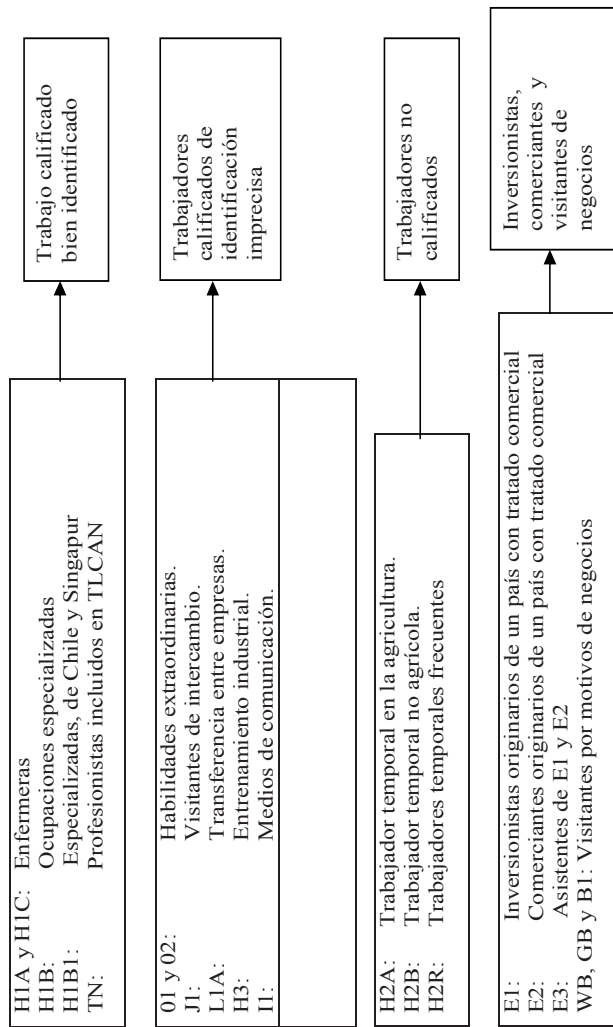 H1A y H1C: Enfermeras
H1B: Ocupaciones especializadas
H1B1: Especializadas, de Chile y Singapur
TN: Profesionistas incluidos en TLCAN
Trabajo calificado
bien identificado
01 y 02: Habilidades extraordinarias.
J1: Visitantes de intercambio.
L1A: Transferencia entre empresas.
H3: Entrenamiento industrial.
I1: Medios de comunicación.
Trabajadores
calificados de
identificación
imprecisa
H2A: Trabajador temporal en la agricultura.
H2B: Trabajador temporal no agrícola.
H2R: Trabajadores temporales frecuentes
Trabajadores no
calificados
E1: Inversionistas originarios de un país con tratado comercial
E2: Comerciantes originarios de un país con tratado comercial
E3: Asistentes de E1 y E2
WB, GB y B1: Visitantes por motivos de negocios
Inversionistas,
comerciantes y
visitantes de
negocios